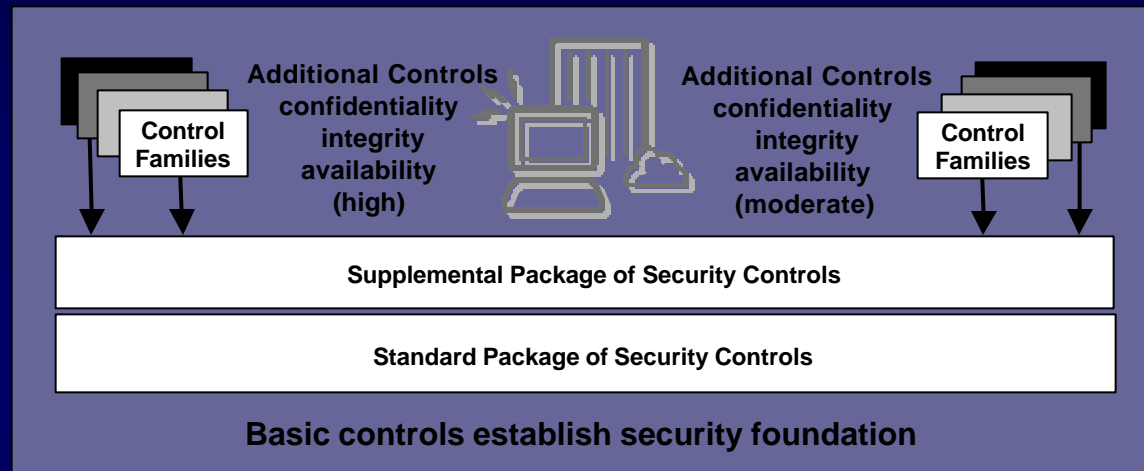 Control
Families
Additional Controls
confidentiality
integrity
availability
(high)
Additional Controls
confidentiality
integrity
availability
(moderate)
Control
Families
Supplemental Package of Security Controls
Standard Package of Security Controls
Basic controls establish security foundation